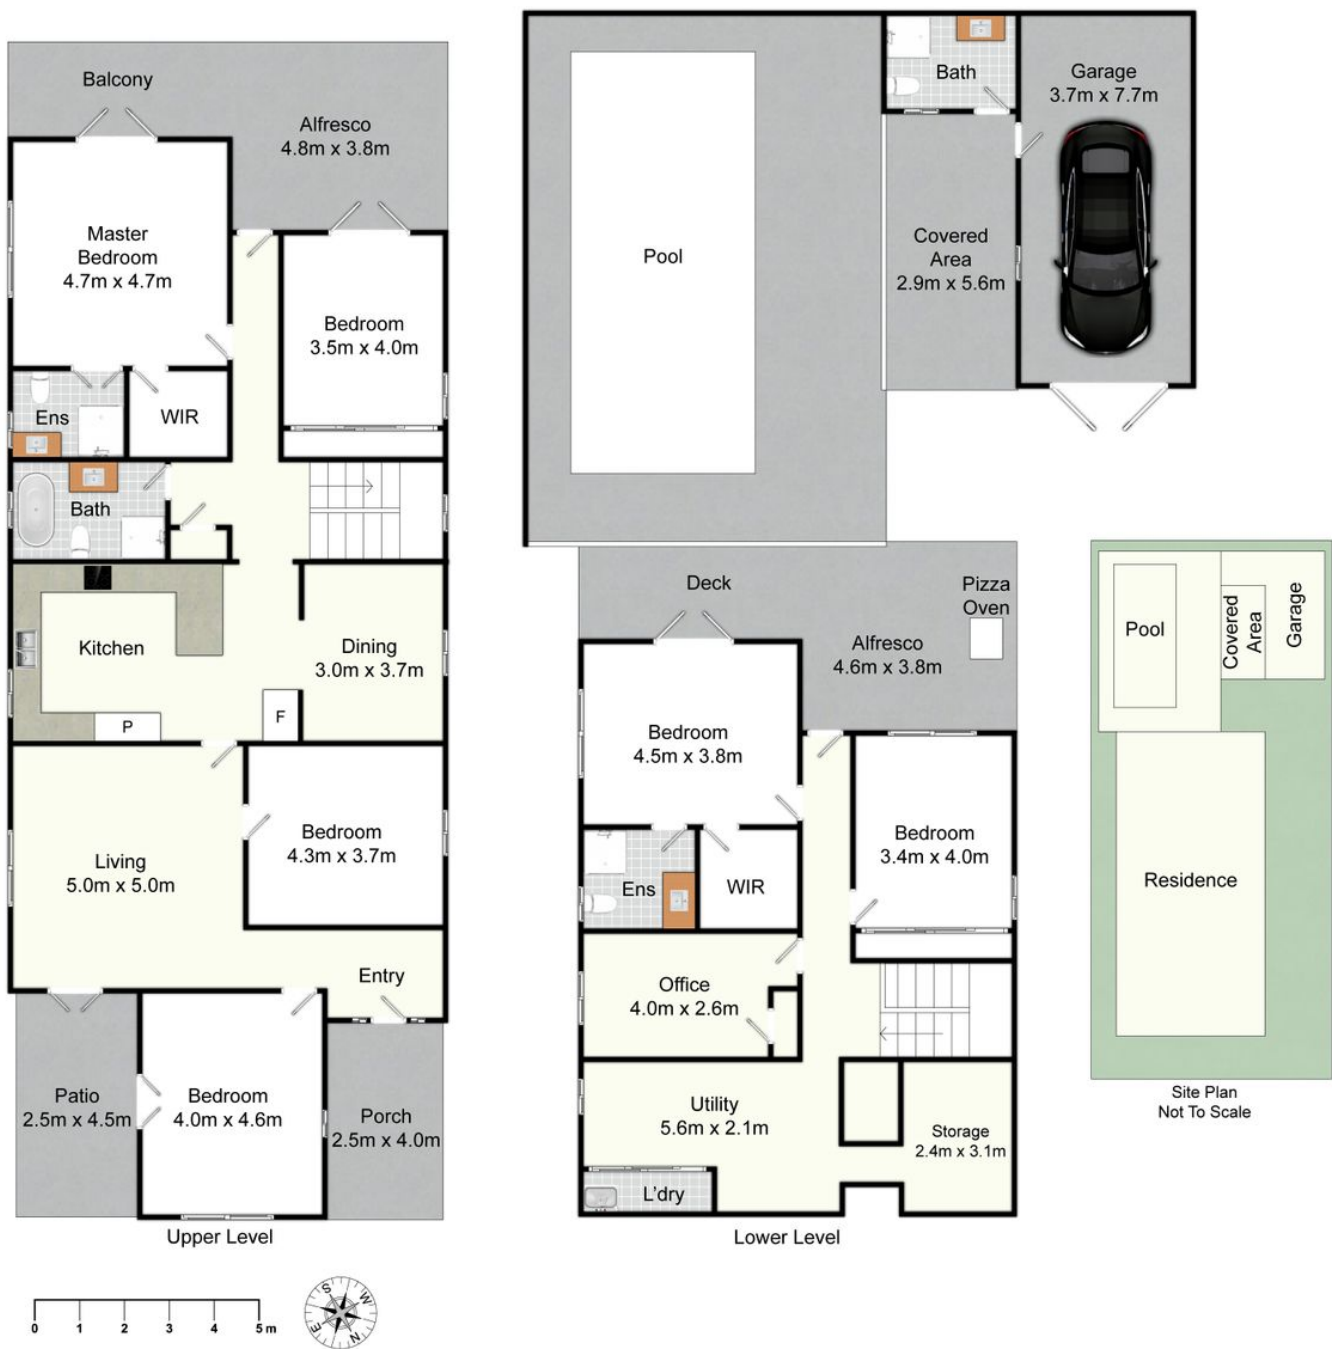 Balcony
Alfresco
4.8m x 3.8m
Master
Bedroom
4.7m x 4.7m
Bedroom
3.5m x 4.0m
Ens
WIR
Bath
Kitchen
Dining
3.0m x 3.7m
P
F
Living
5.0m x 5.0m
Bedroom
4.3m x 3.7m
Entry
Patio
2.5m x 4.5m
Bedroom
4.0m x 4.6m
Porch
2.5m x 4.0m
Upper Level
0 1 2 3 4 5 m
S
W
E
N
Pool
Bath
Garage
3.7m x 7.7m
Covered
Area
2.9m x 5.6m
Deck
Pizza
Oven
Alfresco
4.6m x 3.8m
Bedroom
4.5m x 3.8m
Bedroom
3.4m x 4.0m
Ens
WIR
Office
4.0m x 2.6m
Utility
5.6m x 2.1m
Storage
2.4m x 3.1m
L'dry
Lower Level
Pool
Covered
Area
Garage
Residence
Site Plan
Not To Scale